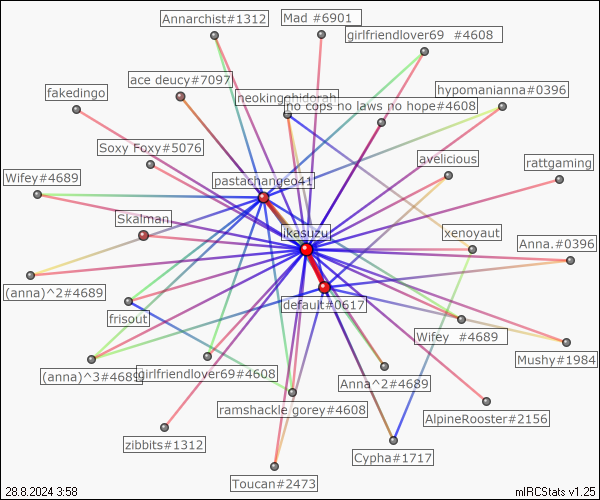 Annarchist#1312
Mad #6901
girlfriendlover69 #4608
ace deucy#7097
hypomanianna#0396
fakedingo
neokingghidorah
no cops no laws no hope#4608
Soxy Foxy#5076
avelicious
rattgaming
Wifey#4689
pastachangeo41
Skalman
ikasuzu
xenoyaut
Anna.#0396
(anna)^2#4689
default#0617
frisout
Wifey #4689
Mushy#1984
(anna)^3#4689
girlfriendlover69#4608
Anna^2#4689
ramshackle gorey#4608
AlpineRooster#2156
zibbits#1312
Cypha#1717
Toucan#2473
28.8.2024 3:58
mIRCStats v1.25